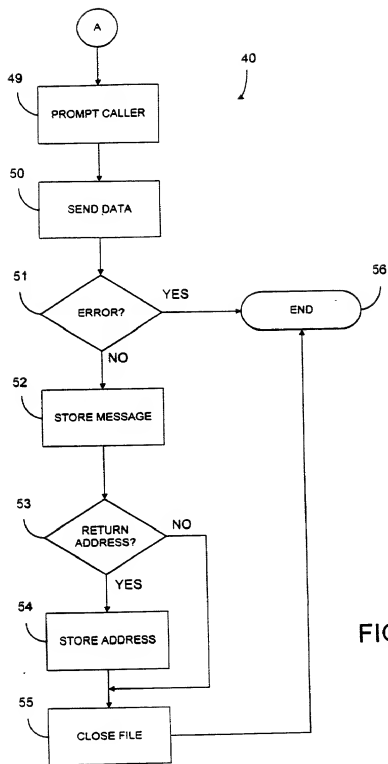 A
49
40
PROMPT CALLER
50
SEND DATA
51
ERROR?
YES
56
END
NO
52
STORE MESSAGE
53
RETURN
ADDRESS?
NO
YES
54
STORE ADDRESS
FIG
55
CLOSE FILE